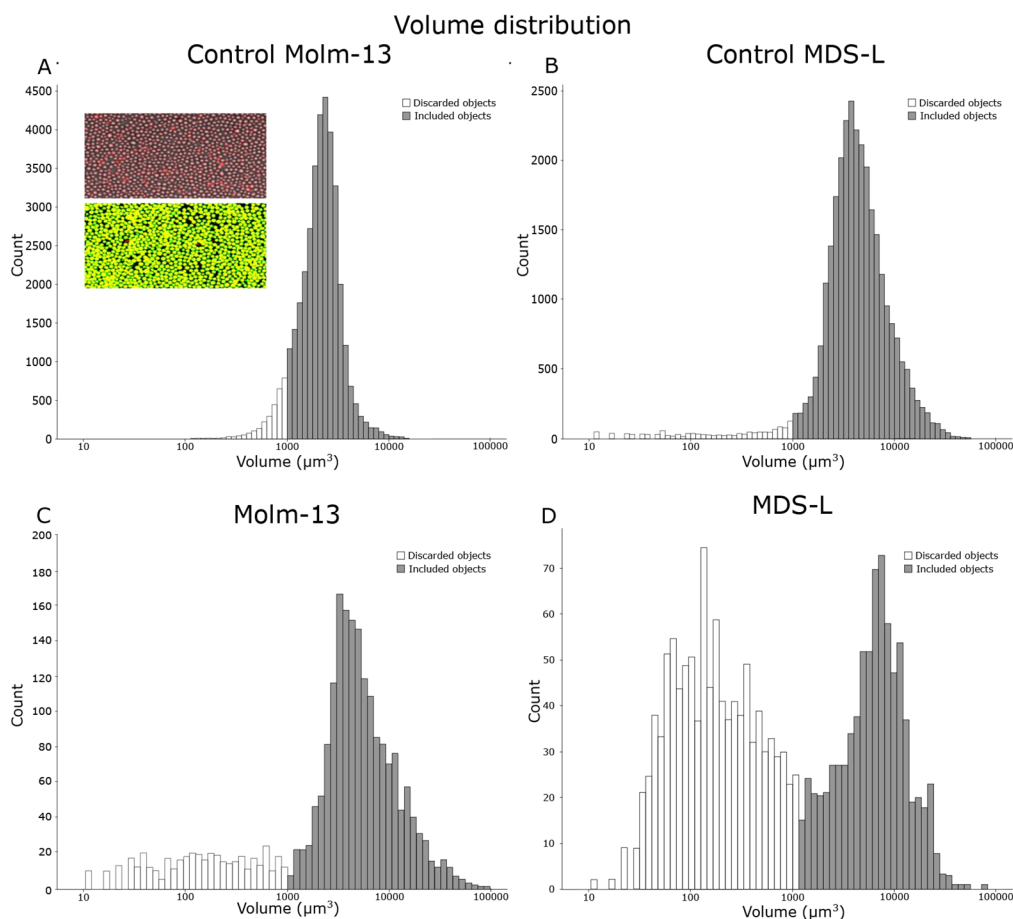 Volume distribution
Control Molm-13
Control MDS-L
A
B
4500
4000
3500
3000
2500
2000
1500
1000
500
0
Count
Discarded objects
Included objects
10
100
1000
10000
100000
Volume (µm³)
2500
2000
1500
1000
500
0
Count
Discarded objects
Included objects
10
100
1000
10000
100000
Volume (µm³)
C
Molm-13
D
MDS-L
200
180
160
140
120
100
80
60
40
20
0
Count
Discarded objects
Included objects
10
100
1000
10000
100000
Volume (µm³)
70
60
50
40
30
20
10
0
Count
Discarded objects
Included objects
10
100
1000
10000
100000
Volume (µm³)